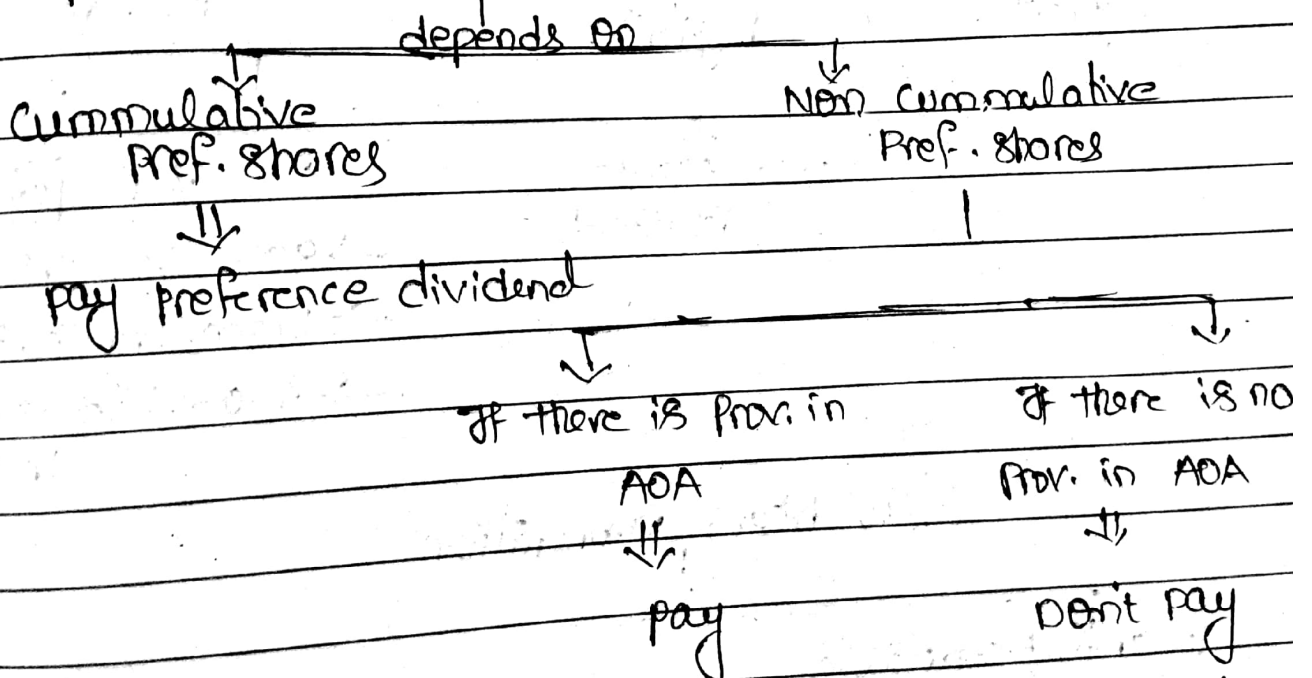 depends on
Cummulative
Pref. Shares
Non Cummulative
Pref. Shares
pay preference dividend
If there is Prov. in
AOA
If there is no
Prov. in AOA
pay
Don't pay